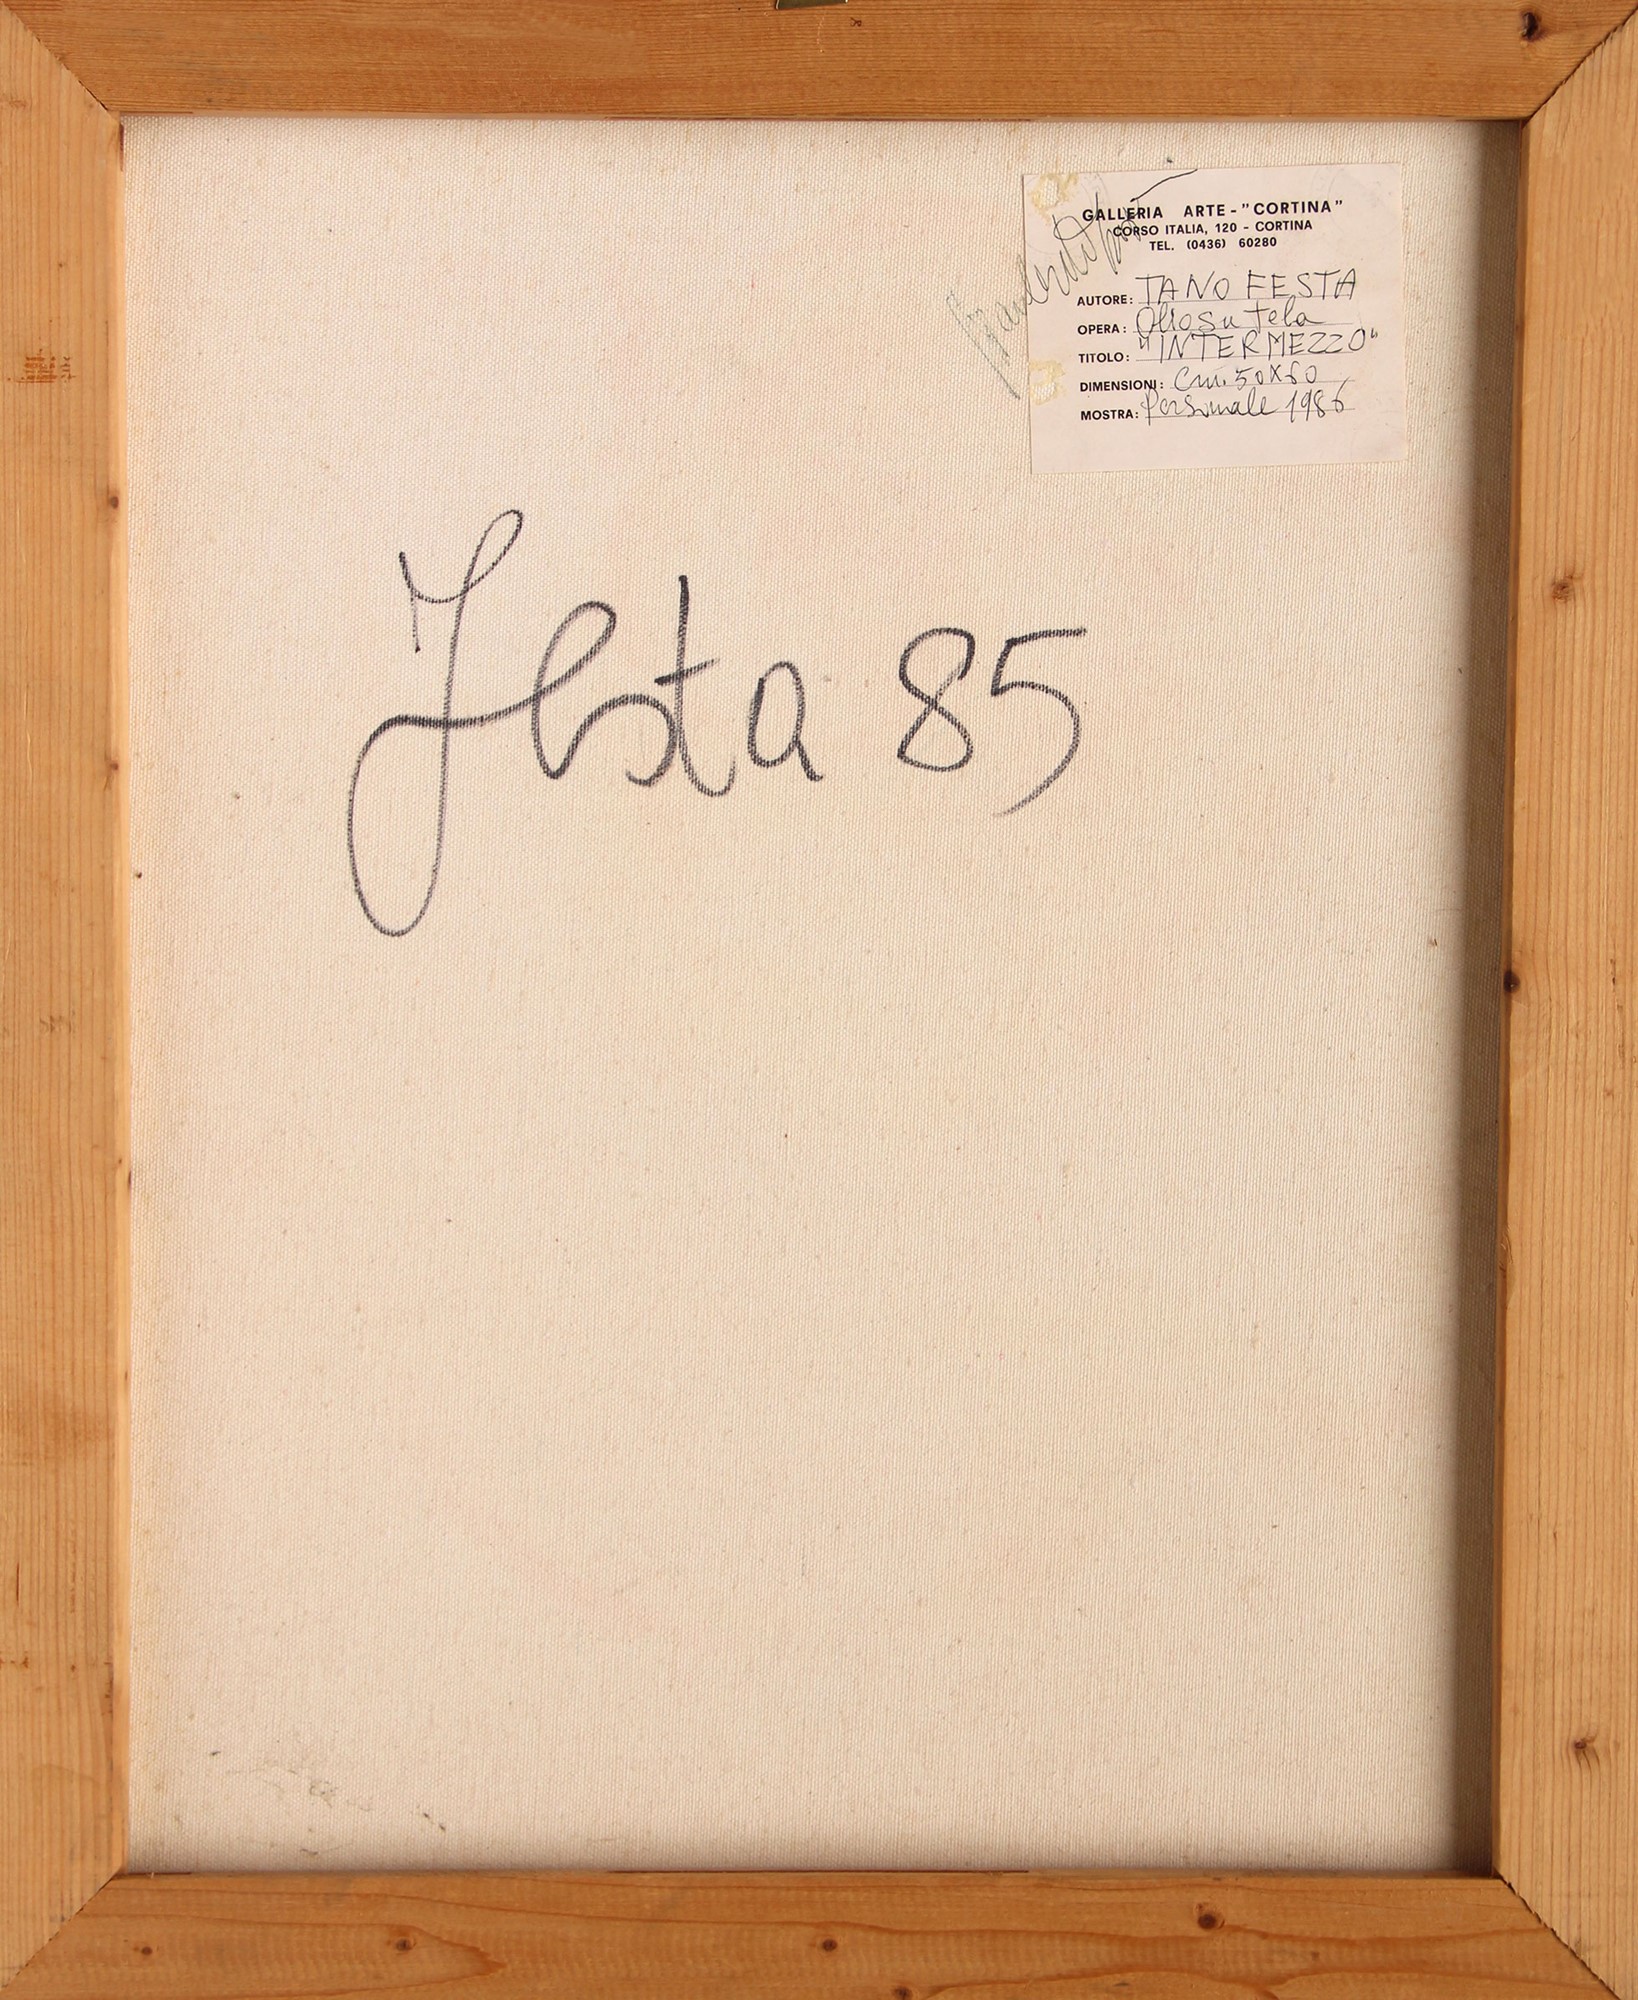 GALLERIA ARTE - "CORTINA"
CORSO ITALIA, 120 - CORTINA
TEL. (0436) 60280
AUTORE: TANO FESTA
OPERA: Olio su tela
TITOLO: "INTERMEZZO"
DIMENSIONI: cm. 50X60
MOSTRA: Personale 1986
Festa 85